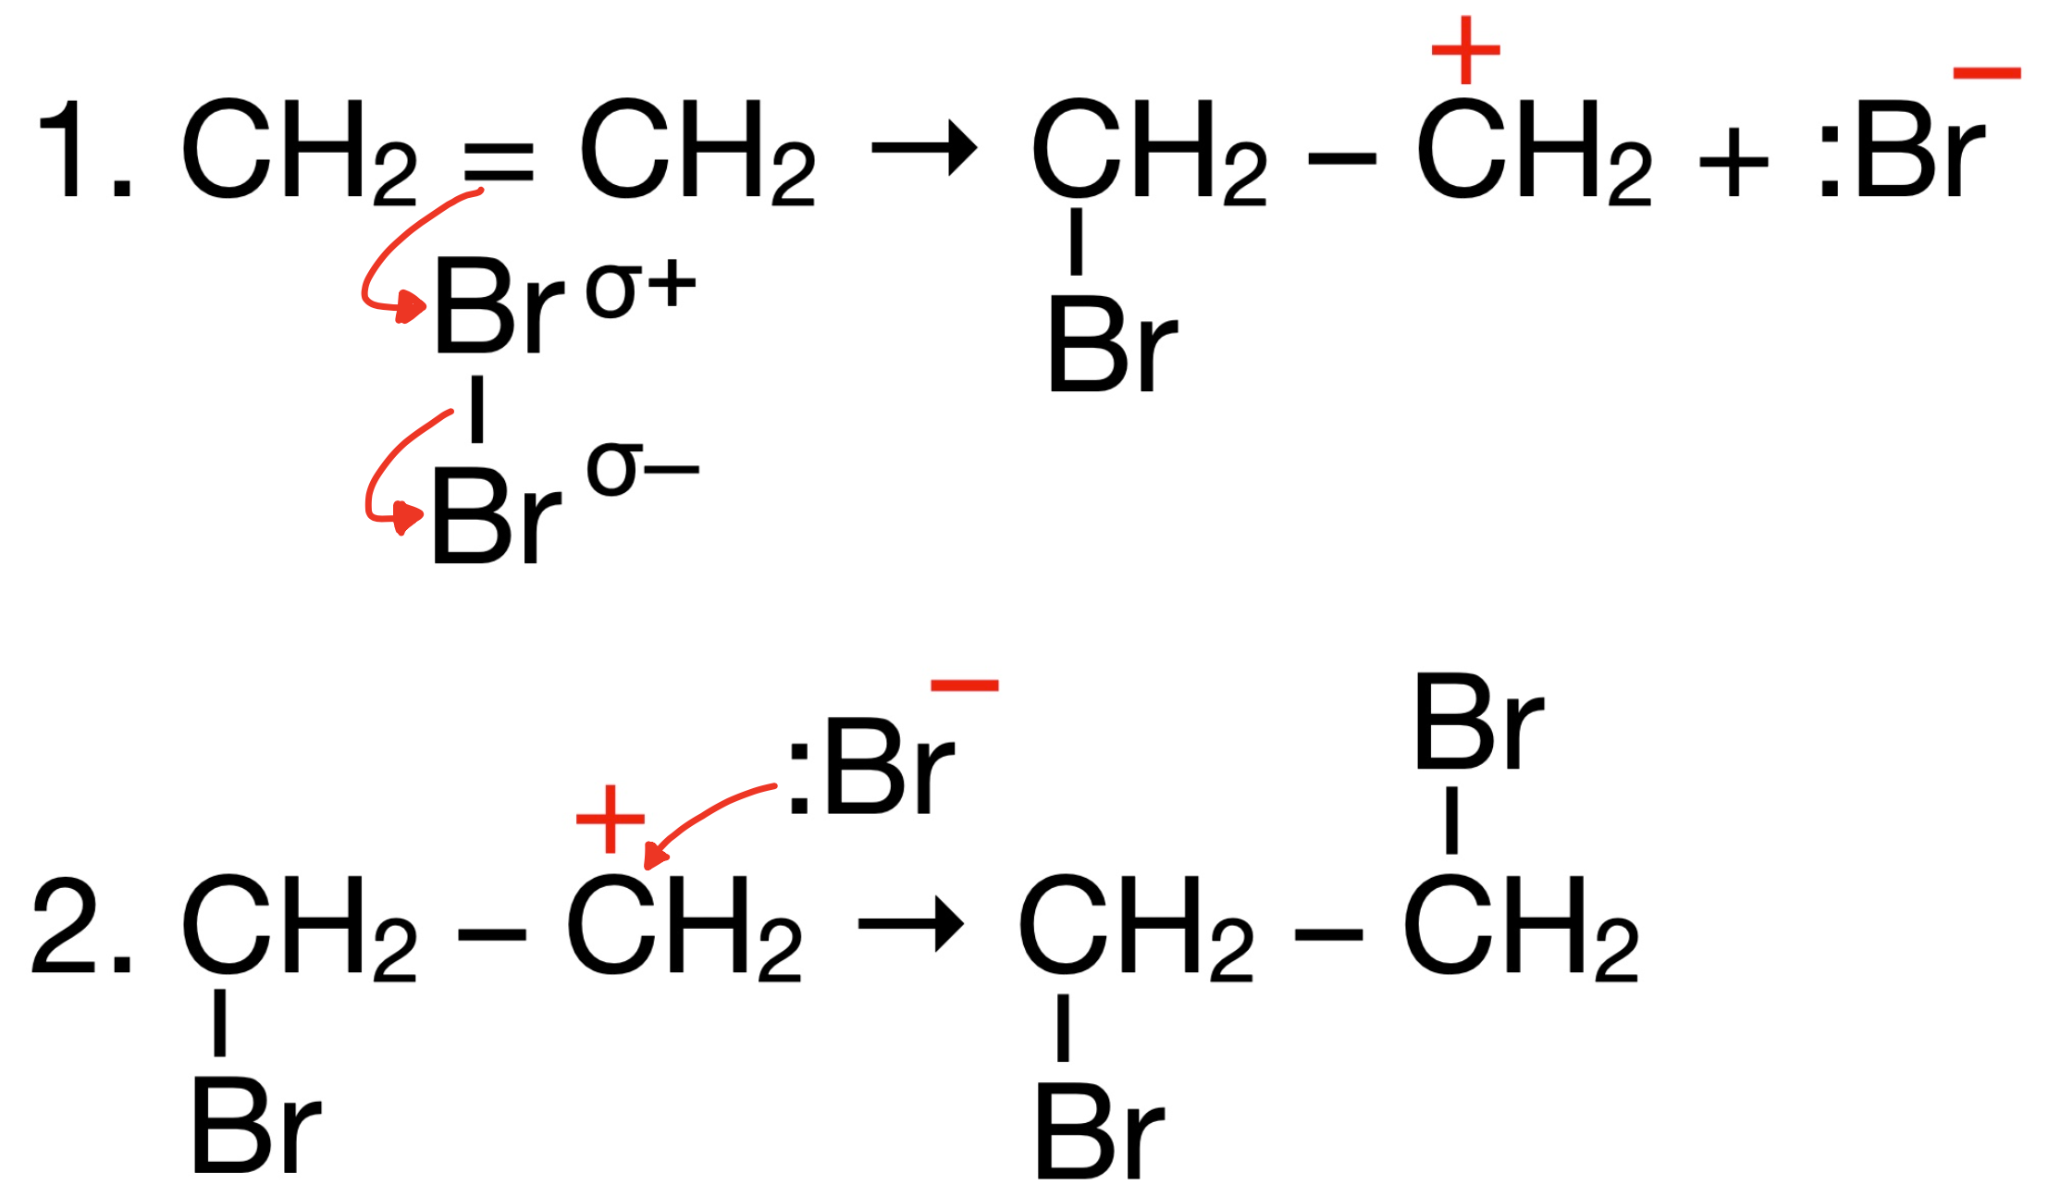 1. CH₂ = CH₂ → CH₂ – CH₂ + :Br
+ –
Br σ+
Br
Br σ–
:Br –
Br
+
2. CH₂ – CH₂ → CH₂ – CH₂
Br Br